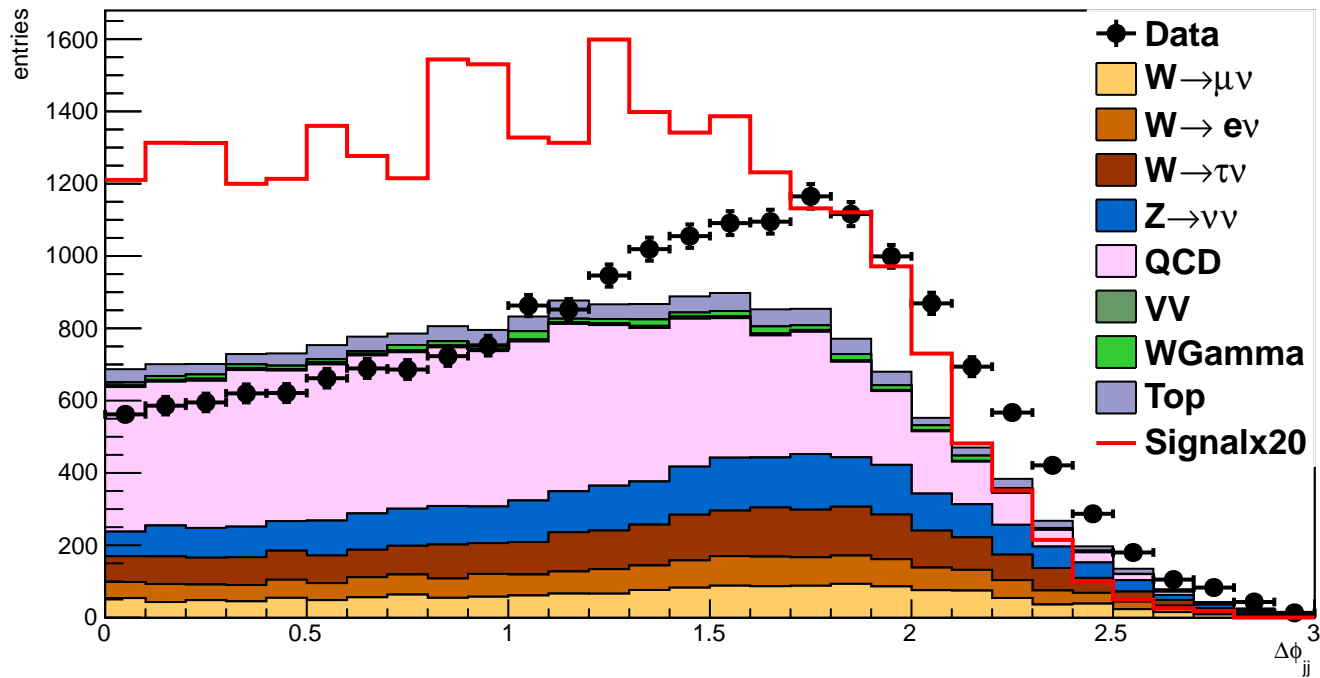 entries
1600
1400
1200
1000
800
600
400
200
0
0 0.5 1 1.5 2 2.5 3
Δϕjj
Data
W→μν
W→ eν
W→τν
Z→νν
QCD
VV
WGamma
Top
Signalx20